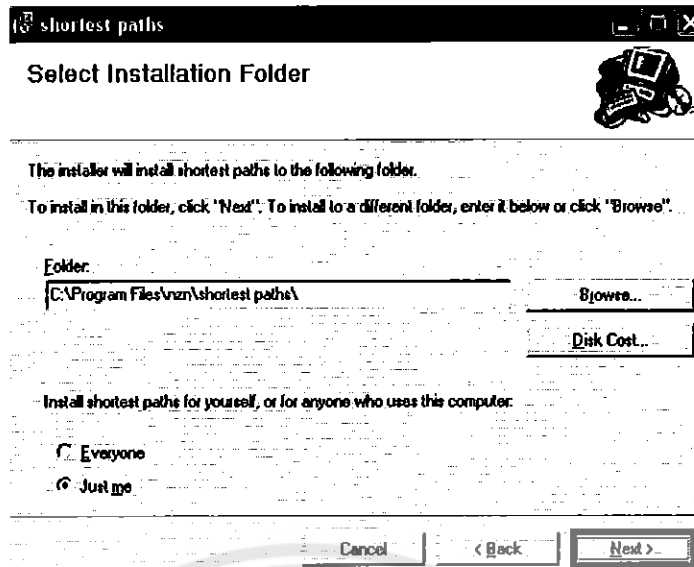 shortest paths
Select Installation Folder
The installer will install shortest paths to the following folder.
To install in this folder, click "Next". To install to a different folder, enter it below or click "Browse".
Folder:
C:\Program Files\nzn\shortest paths\
Browse...
Disk Cost...
Install shortest paths for yourself, or for anyone who uses this computer:
Everyone
Just me
Cancel
< Back
Next >